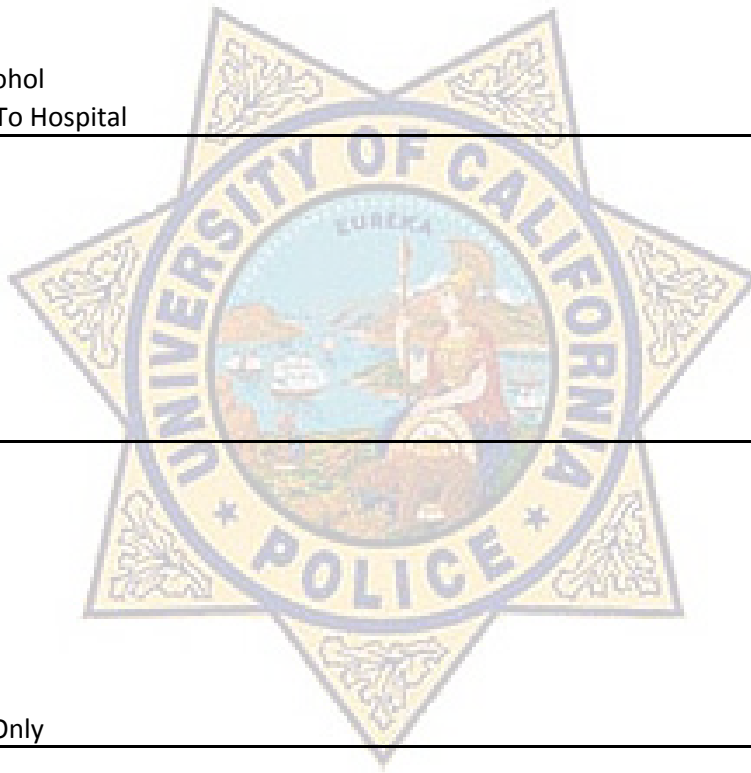 ohol
To Hospital
UNIVERSITY OF CALIFORNIA
EUREKA
POLICE
Only